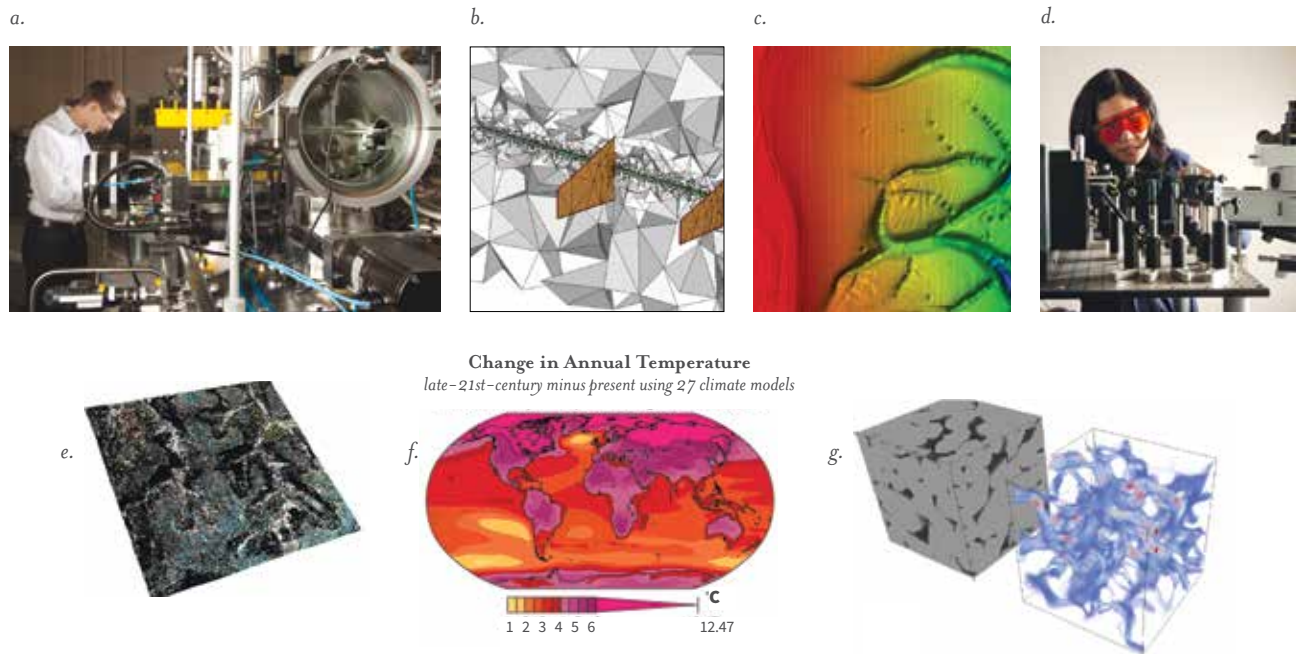 a.
b.
c.
d.
Change in Annual Temperature
late-21st-century minus present using 27 climate models
e.
f.
g.
°C
1 2 3 4 5 6 12.47